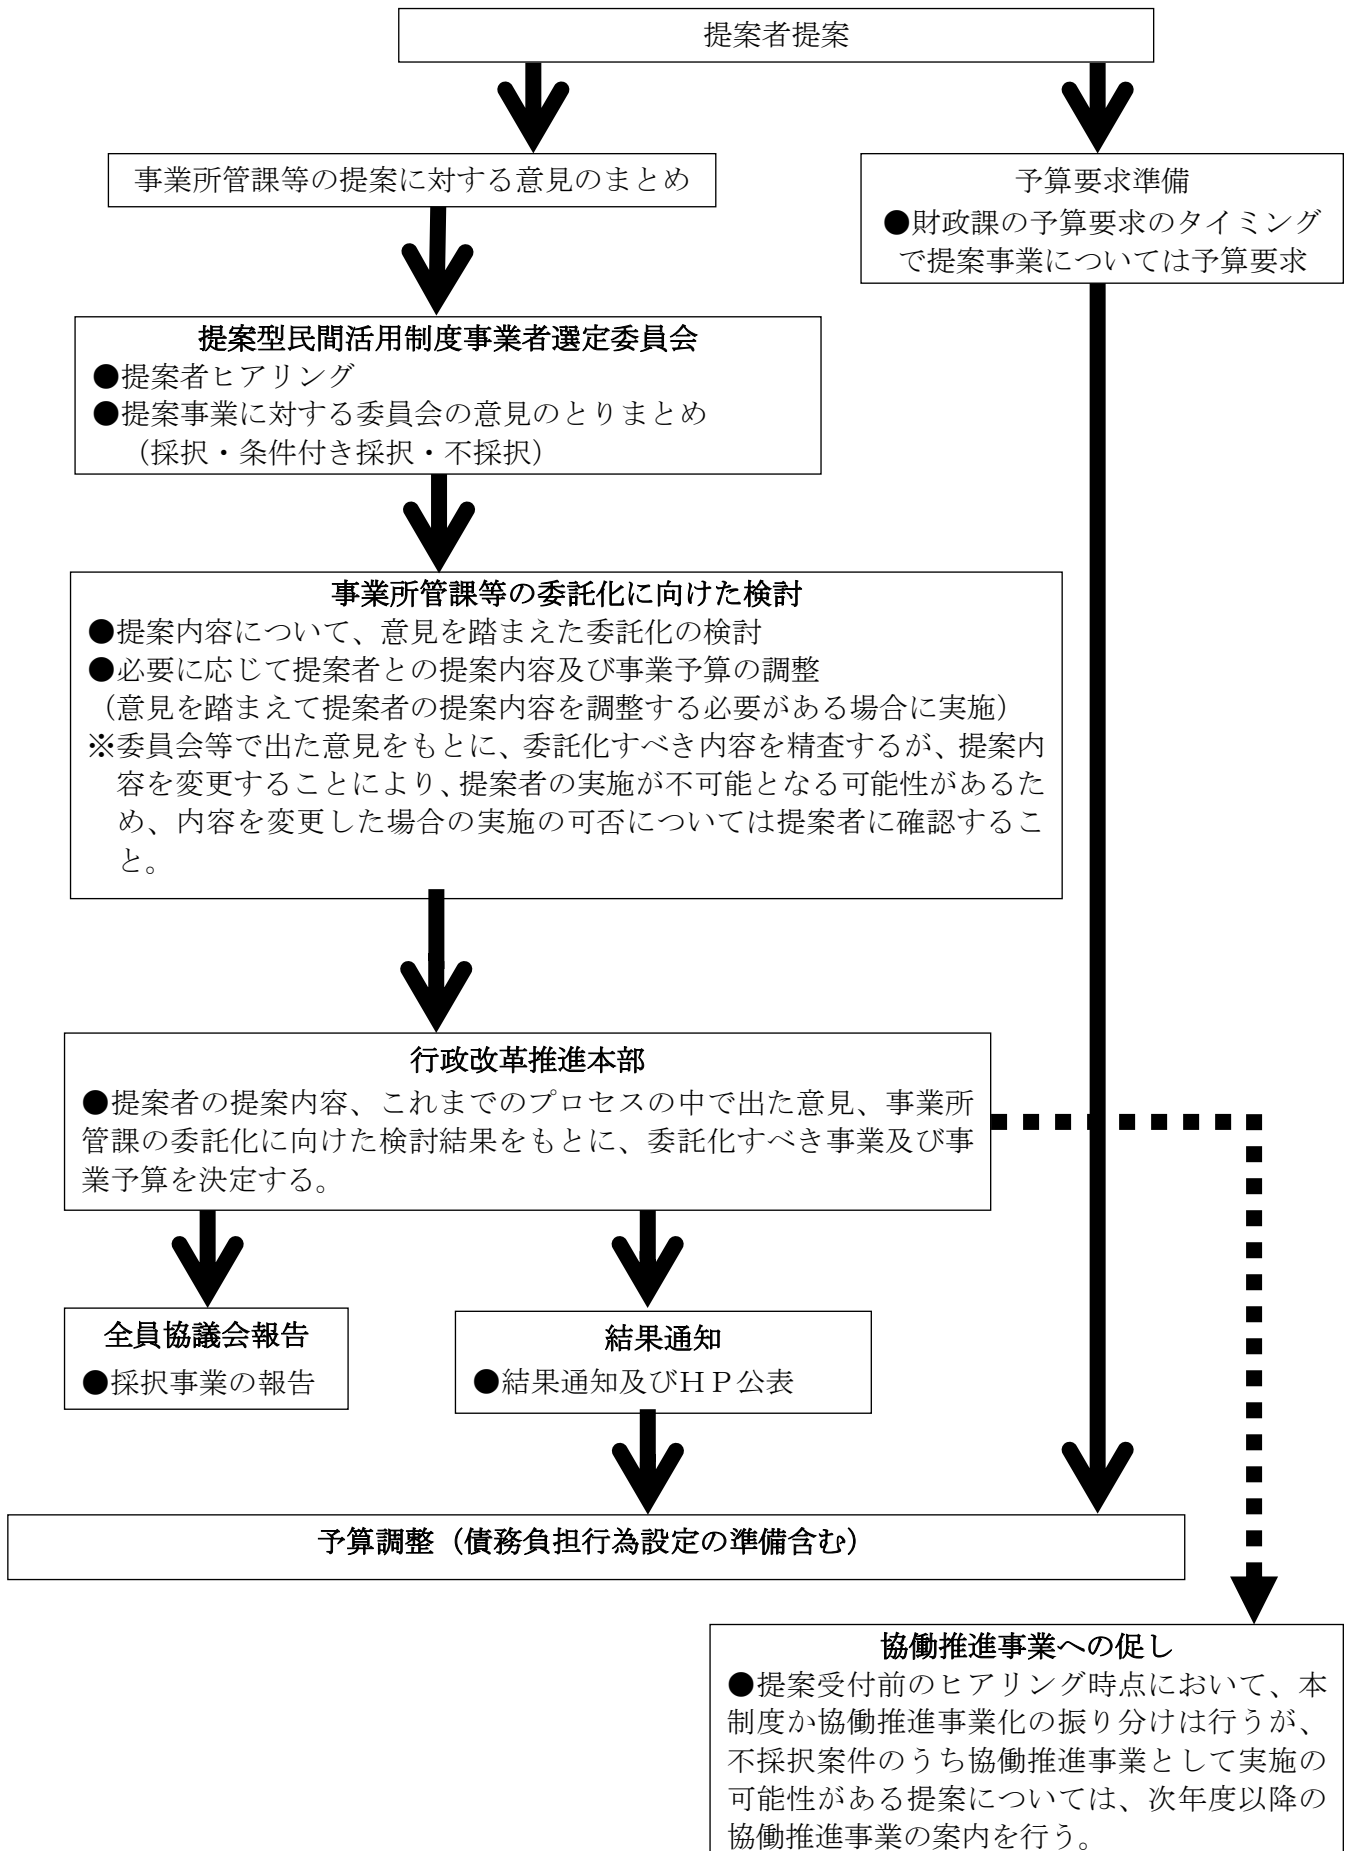 提案者提案
事業所管課等の提案に対する意見のまとめ
予算要求準備
●財政課の予算要求のタイミング
で提案事業については予算要求
提案型民間活用制度事業者選定委員会
●提案者ヒアリング
●提案事業に対する委員会の意見のとりまとめ
（採択・条件付き採択・不採択）
事業所管課等の委託化に向けた検討
●提案内容について、意見を踏まえた委託化の検討
●必要に応じて提案者との提案内容及び事業予算の調整
（意見を踏まえて提案者の提案内容を調整する必要がある場合に実施）
※委員会等で出た意見をもとに、委託化すべき内容を精査するが、提案内
容を変更することにより、提案者の実施が不可能となる可能性があるた
め、内容を変更した場合の実施の可否については提案者に確認するこ
と。
行政改革推進本部
●提案者の提案内容、これまでのプロセスの中で出た意見、事業所
管課の委託化に向けた検討結果をもとに、委託化すべき事業及び事
業予算を決定する。
全員協議会報告
●採択事業の報告
結果通知
●結果通知及びＨＰ公表
予算調整（債務負担行為設定の準備含む）
協働推進事業への促し
●提案受付前のヒアリング時点において、本
制度か協働推進事業化の振り分けは行うが、
不採択案件のうち協働推進事業として実施の
可能性がある提案については、次年度以降の
協働推進事業の案内を行う。